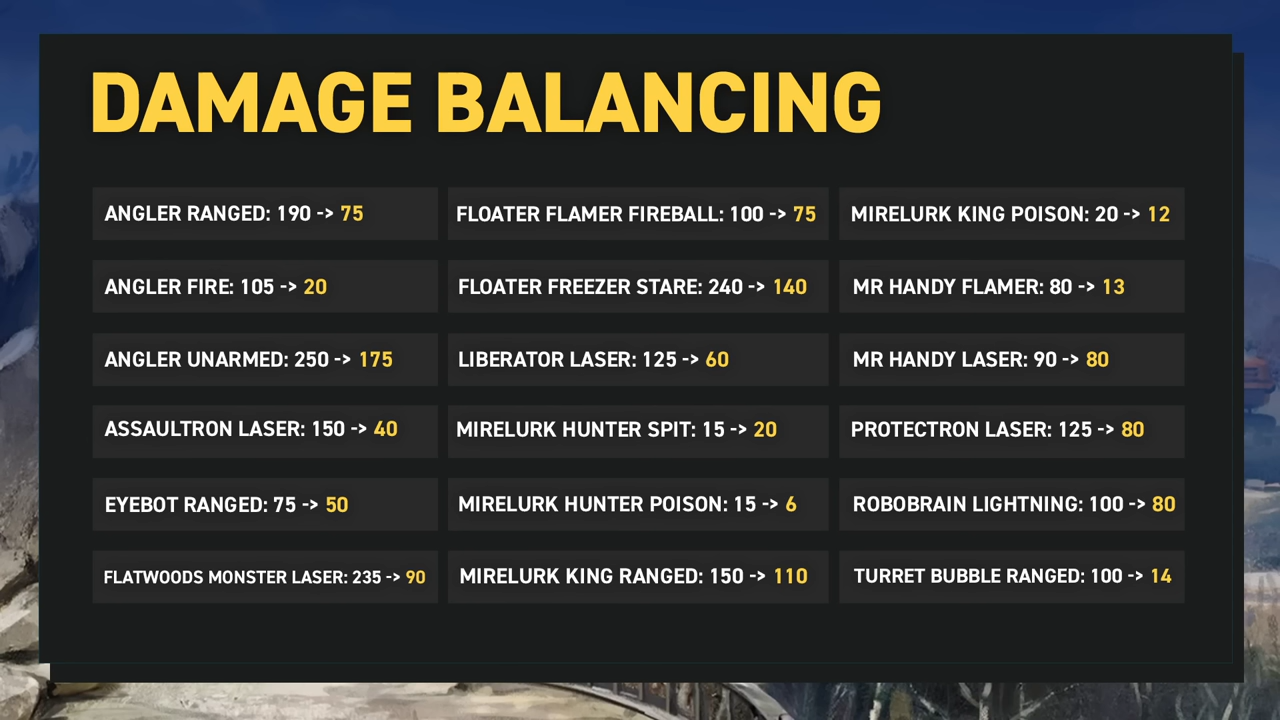 DAMAGE BALANCING
ANGLER RANGED: 190 -> 75
ANGLER FIRE: 105 -> 20
ANGLER UNARMED: 250 -> 175
ASSAULTRON LASER: 150 -> 40
EYEBOT RANGED: 75 -> 50
FLATWOODS MONSTER LASER: 235 -> 90
FLOATER FLAMER FIREBALL: 100 -> 75
FLOATER FREEZER STARE: 240 -> 140
LIBERATOR LASER: 125 -> 60
MIRELURK HUNTER SPIT: 15 -> 20
MIRELURK HUNTER POISON: 15 -> 6
MIRELURK KING RANGED: 150 -> 110
MIRELURK KING POISON: 20 -> 12
MR HANDY FLAMER: 80 -> 13
MR HANDY LASER: 90 -> 80
PROTECTRON LASER: 125 -> 80
ROBOBRAIN LIGHTNING: 100 -> 80
TURRET BUBBLE RANGED: 100 -> 14